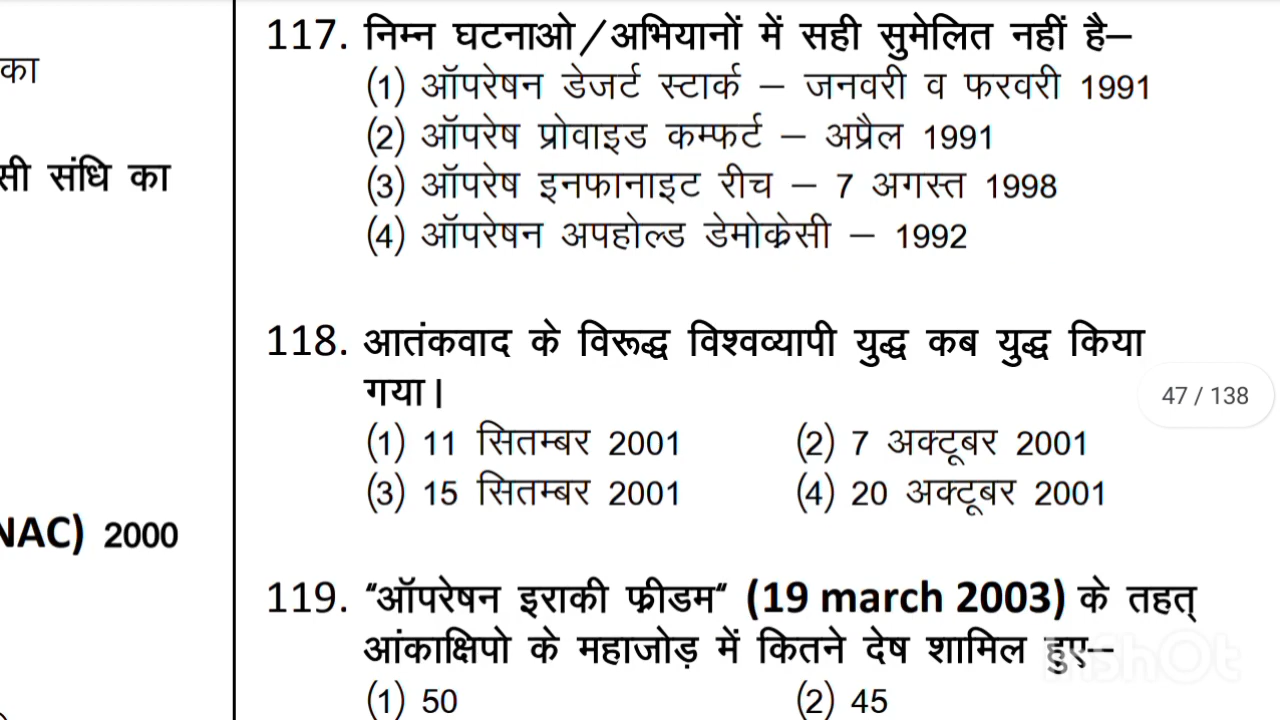 का
सी संधि का
NAC) 2000
117. निम्न घटनाओ/अभियानों में सही सुमेलित नहीं है–
(1) ऑपरेषन डेजर्ट स्टार्क – जनवरी व फरवरी 1991
(2) ऑपरेष प्रोवाइड कम्फर्ट – अप्रैल 1991
(3) ऑपरेष इनफानाइट रीच – 7 अगस्त 1998
(4) ऑपरेषन अपहोल्ड डेमोक्रेसी – 1992
118. आतंकवाद के विरूद्ध विश्वव्यापी युद्ध कब युद्ध किया
गया।
(1) 11 सितम्बर 2001 (2) 7 अक्टूबर 2001
(3) 15 सितम्बर 2001 (4) 20 अक्टूबर 2001
47 / 138
119. “ऑपरेषन इराकी फ्रीडम“ (19 march 2003) के तहत्
आंकाक्षिपो के महाजोड़ में कितने देष शामिल हुए–
(1) 50 (2) 45
InShOt